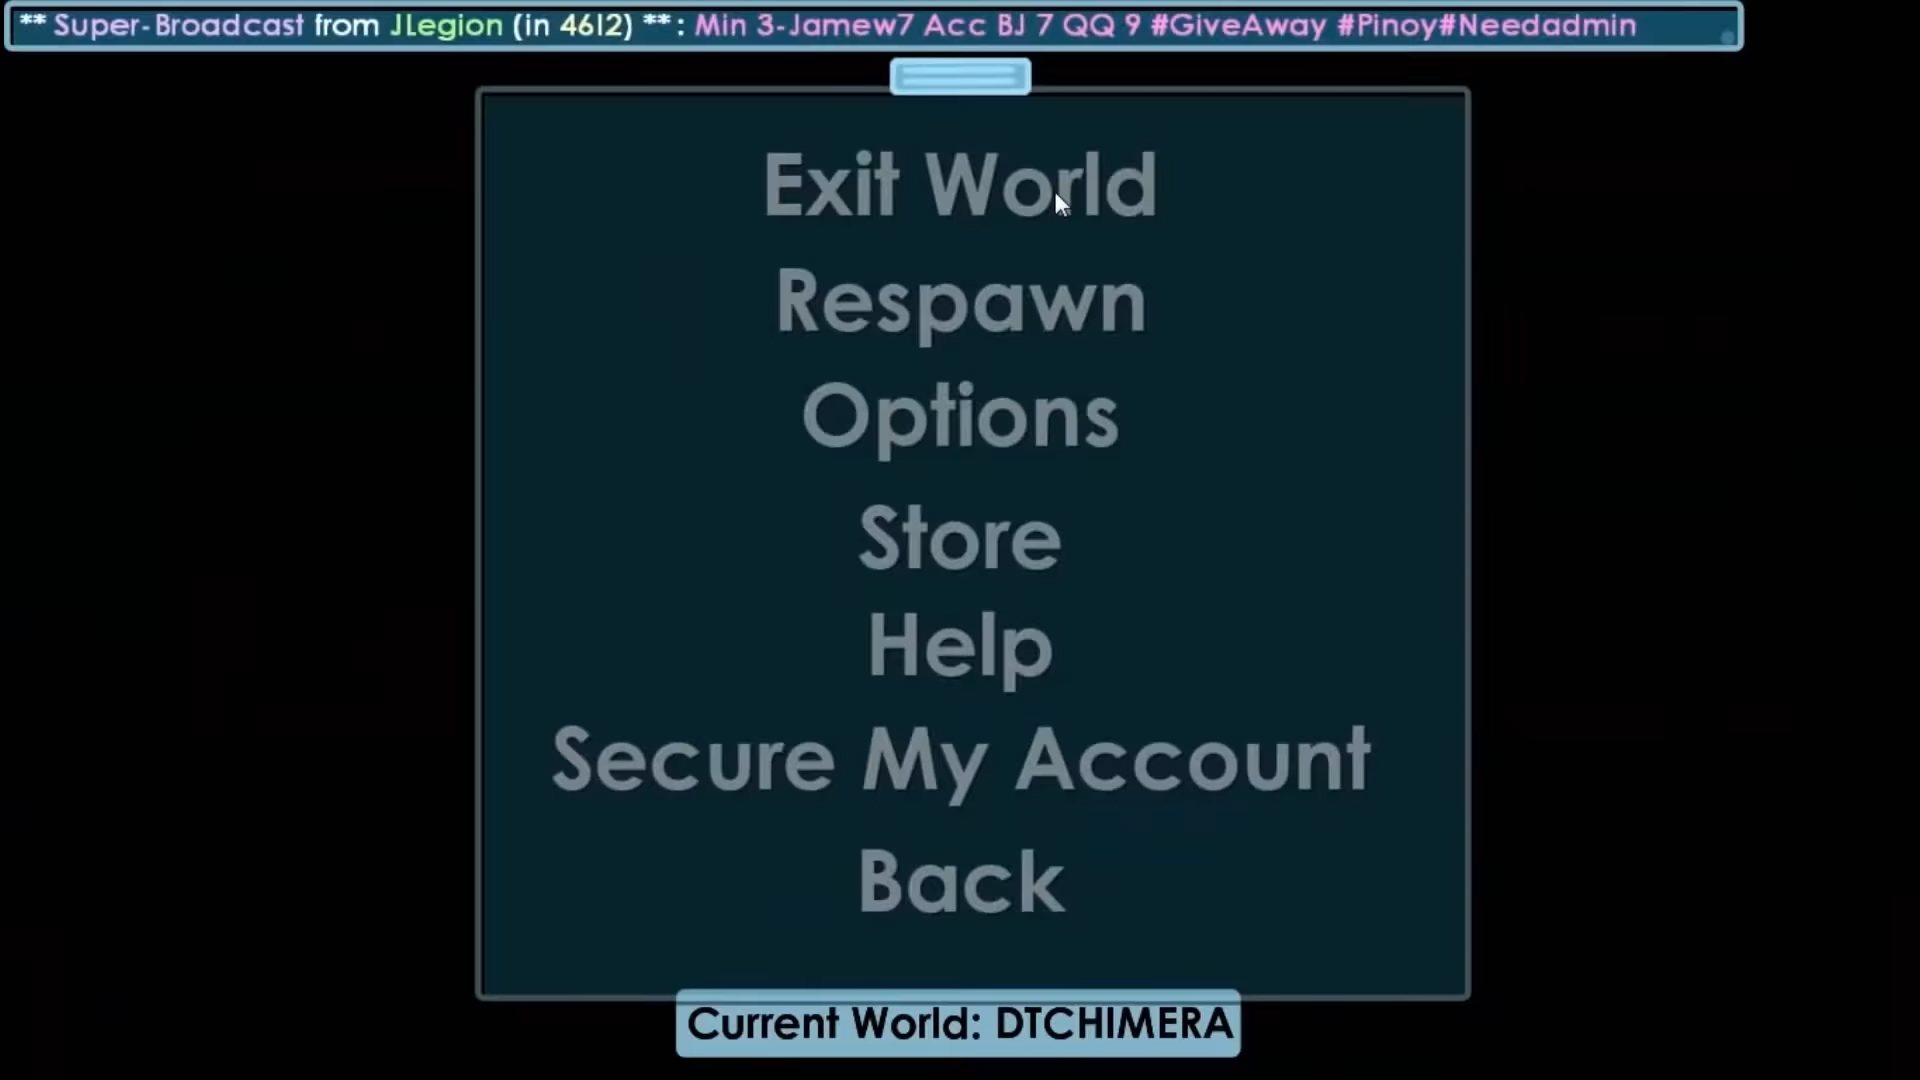 ** Super-Broadcast from JLegion (in 46I2) ** : Min 3-Jamew7 Acc BJ 7 QQ 9 #GiveAway #Pinoy#Needadmin
Exit World
Respawn
Options
Store
Help
Secure My Account
Back
Current World: DTCHIMERA